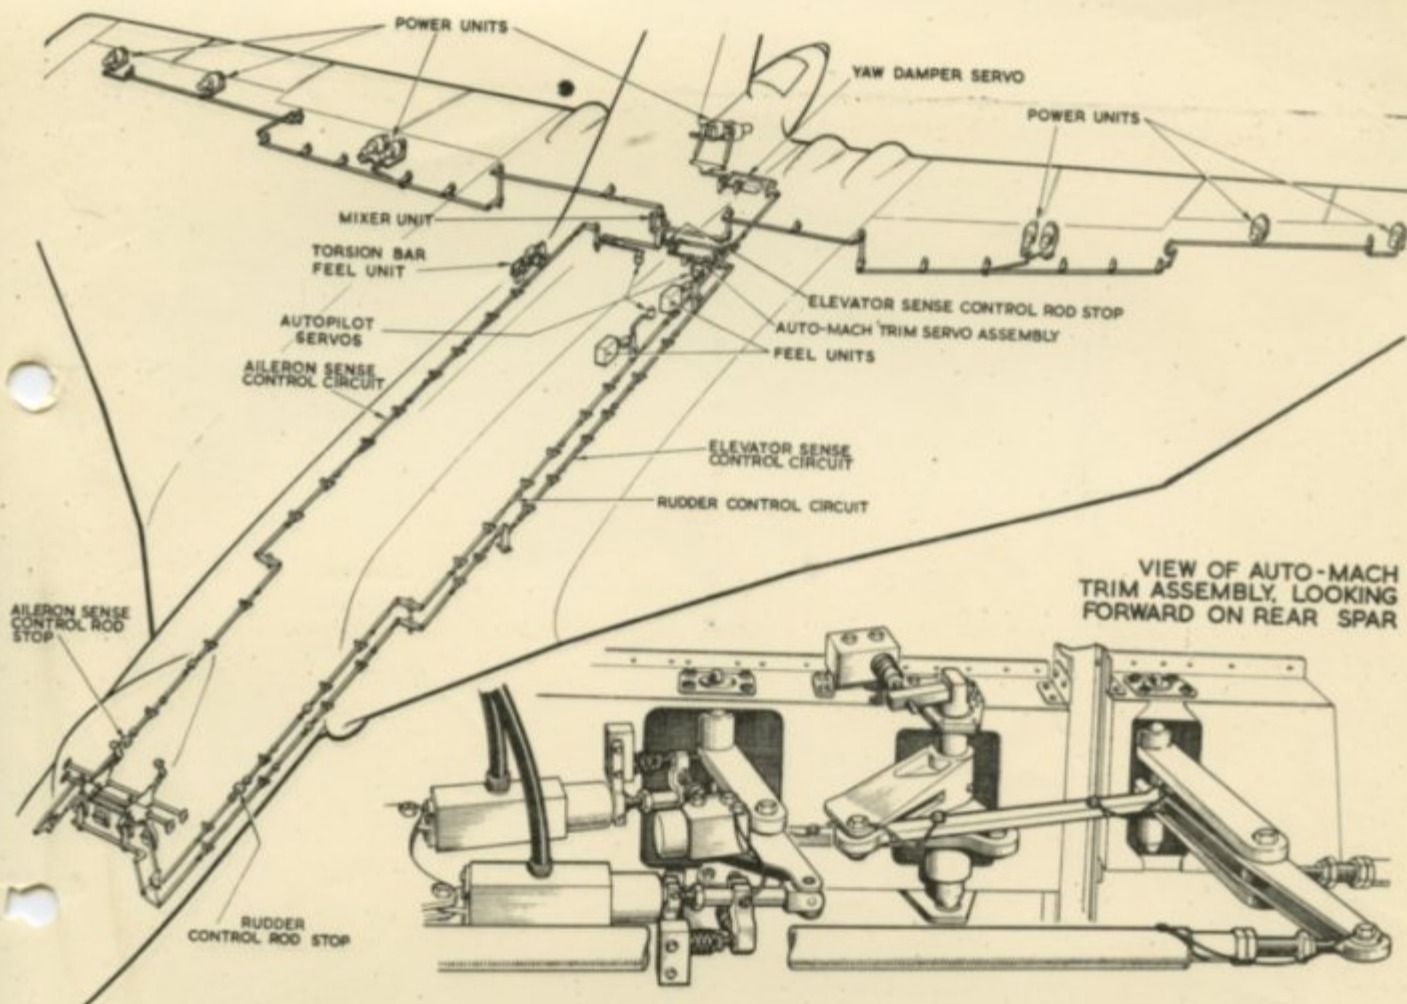 POWER UNITS
YAW DAMPER SERVO
POWER UNITS
MIXER UNIT
TORSION BAR
FEEL UNIT
ELEVATOR SENSE CONTROL ROD STOP
AUTOPILOT
SERVOS
AUTO-MACH TRIM SERVO ASSEMBLY
FEEL UNITS
AILERON SENSE
CONTROL CIRCUIT
ELEVATOR SENSE
CONTROL CIRCUIT
RUDDER CONTROL CIRCUIT
VIEW OF AUTO-MACH
TRIM ASSEMBLY, LOOKING
FORWARD ON REAR SPAR
AILERON SENSE
CONTROL ROD
STOP
RUDDER
CONTROL ROD STOP